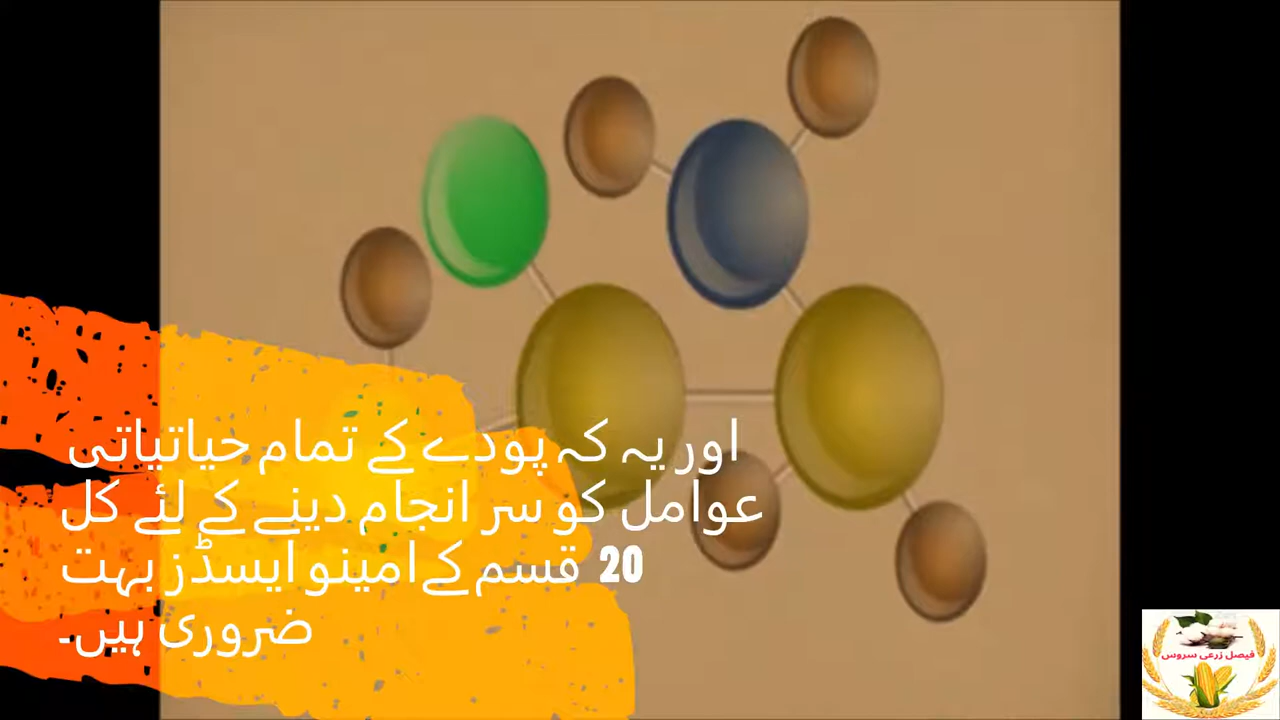 اور یہ کہ پودے کے تمام حیاتیاتی
عوامل کو سر انجام دینے کے لئے کل
20 قسم کے امینو ایسڈز بہت
ضروری ہیں۔
فیصل زرعی سروس